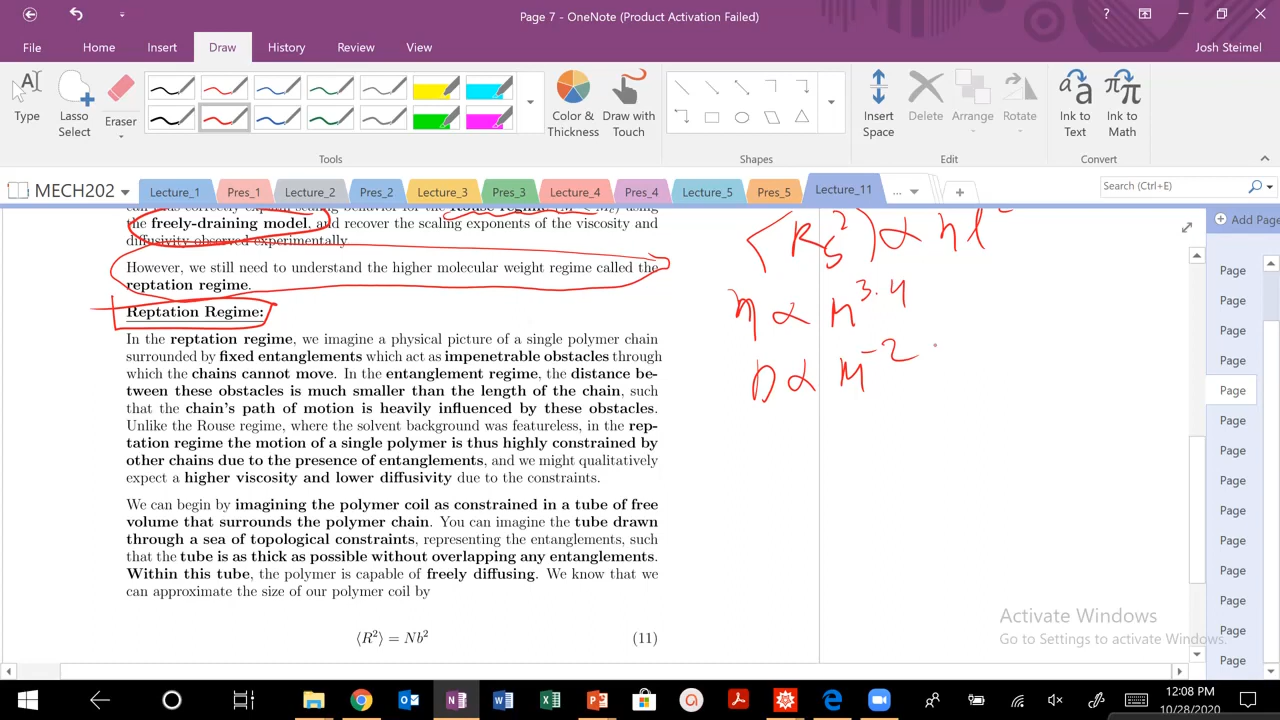 Page 7 - OneNote (Product Activation Failed)
File Home Insert Draw History Review View Josh Steimel
Type Lasso Select Eraser Color & Thickness Draw with Touch Insert Space Delete Arrange Rotate Ink to Text Ink to Math
Tools Shapes Edit Convert
MECH202 Lecture_1 Pres_1 Lecture_2 Pres_2 Lecture_3 Pres_3 Lecture_4 Pres_4 Lecture_5 Pres_5 Lecture_11 ... Search (Ctrl+E)
Add Page
the freely-draining model, and recover the scaling exponents of the viscosity and
diffusivity observed experimentally
However, we still need to understand the higher molecular weight regime called the
reptation regime.
Reptation Regime:
In the reptation regime, we imagine a physical picture of a single polymer chain
surrounded by fixed entanglements which act as impenetrable obstacles through
which the chains cannot move. In the entanglement regime, the distance be-
tween these obstacles is much smaller than the length of the chain, such
that the chain's path of motion is heavily influenced by these obstacles.
Unlike the Rouse regime, where the solvent background was featureless, in the rep-
tation regime the motion of a single polymer is thus highly constrained by
other chains due to the presence of entanglements, and we might qualitatively
expect a higher viscosity and lower diffusivity due to the constraints.
We can begin by imagining the polymer coil as constrained in a tube of free
volume that surrounds the polymer chain. You can imagine the tube drawn
through a sea of topological constraints, representing the entanglements, such
that the tube is as thick as possible without overlapping any entanglements.
Within this tube, the polymer is capable of freely diffusing. We know that we
can approximate the size of our polymer coil by
⟨R²⟩ = Nb² (11)
⟨R_s²⟩ ∝ nl²
η ∝ M^3.4
D ∝ M^-2
Page
Page
Page
Page
Page
Page
Page
Page
Page
Page
Page
Page
Page
Page
Activate Windows
Go to Settings to activate Windows.
12:08 PM
10/28/2020